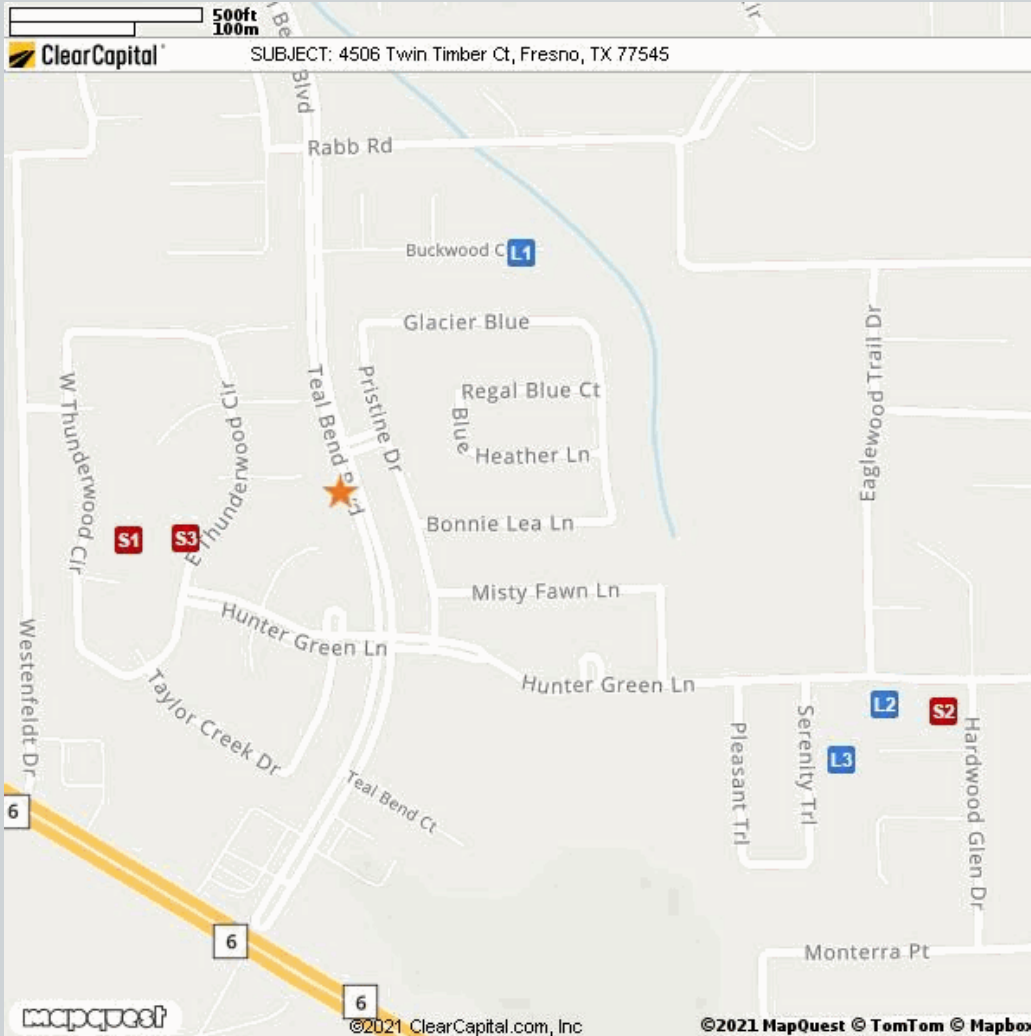 500ft
100m
ClearCapital
SUBJECT: 4506 Twin Timber Ct, Fresno, TX 77545
Blvd
Rabb Rd
Buckwood C
L1
Glacier Blue
Regal Blue Ct
Blue
Heather Ln
Pristine Dr
Teal Bend Blvd
Eaglewood Trail Dr
W Thunderwood Cir
E Thunderwood Cir
S1
S3
Bonnie Lea Ln
Misty Fawn Ln
Hunter Green Ln
Hunter Green Ln
Westenfeldt Dr
Taylor Creek Dr
Teal Bend Ct
Pleasant Trl
Serenity Trl
L2
S2
L3
Hardwood Glen Dr
6
6
6
Monterra Pt
mapquest
©2021 ClearCapital.com, Inc
©2021 MapQuest © TomTom © Mapbox